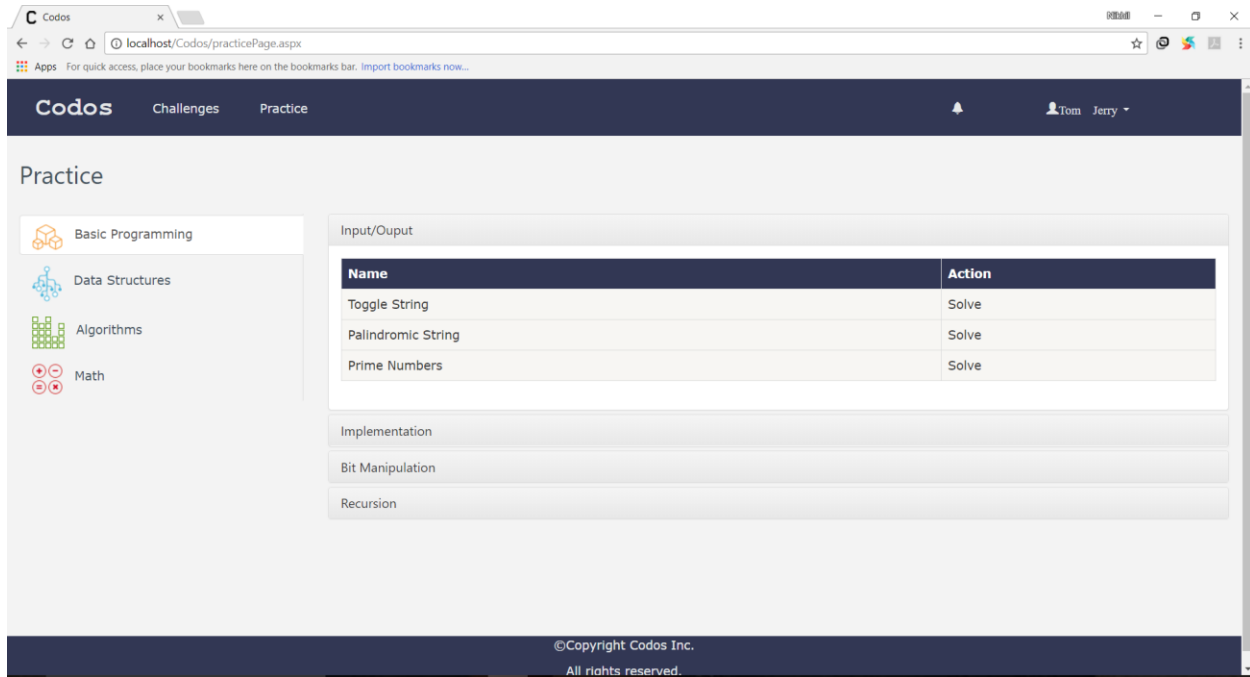 Codos
localhost/Codos/practicePage.aspx
Apps For quick access, place your bookmarks here on the bookmarks bar. Import bookmarks now...
Codos Challenges Practice Tom Jerry
Practice
Basic Programming
Data Structures
Algorithms
Math
Input/Ouput
Name Action
Toggle String Solve
Palindromic String Solve
Prime Numbers Solve
Implementation
Bit Manipulation
Recursion
©Copyright Codos Inc.
All rights reserved.